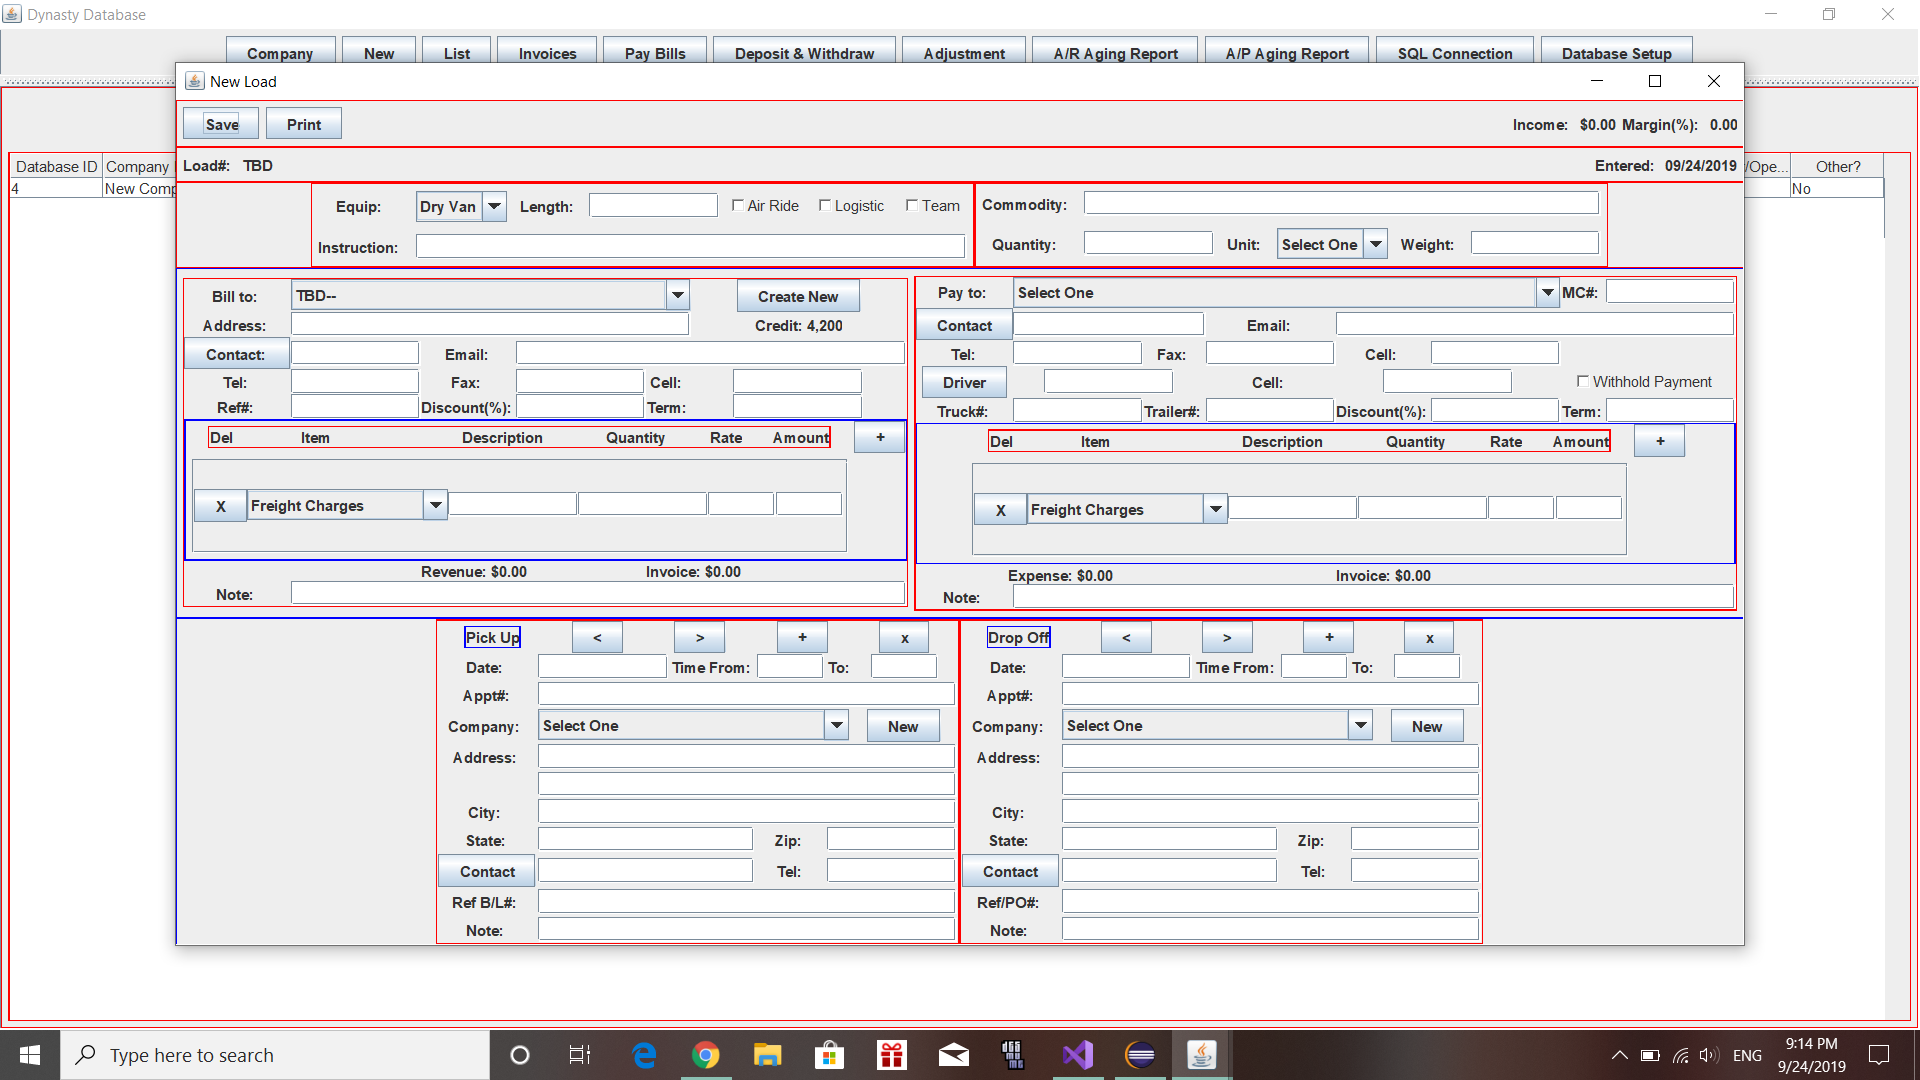 Dynasty Database
Company New List Invoices Pay Bills Deposit & Withdraw Adjustment A/R Aging Report A/P Aging Report SQL Connection Database Setup
New Load
Save Print Income: $0.00 Margin(%): 0.00
Load#: TBD Entered: 09/24/2019
Database ID Company /Ope... Other?
4 New Comp No
Equip: Dry Van Length: Air Ride Logistic Team Commodity:
Instruction: Quantity: Unit: Select One Weight:
Bill to: TBD-- Create New Pay to: Select One MC#:
Address: Credit: 4,200 Contact Email:
Contact: Email: Tel: Fax: Cell:
Tel: Fax: Cell: Driver Cell: Withhold Payment
Ref#: Discount(%): Term: Truck#: Trailer#: Discount(%): Term:
Del Item Description Quantity Rate Amount + Del Item Description Quantity Rate Amount +
X Freight Charges X Freight Charges
Revenue: $0.00 Invoice: $0.00 Expense: $0.00 Invoice: $0.00
Note: Note:
Pick Up < > + x Drop Off < > + x
Date: Time From: To: Date: Time From: To:
Appt#: Appt#:
Company: Select One New Company: Select One New
Address: Address:
City: City:
State: Zip: State: Zip:
Contact Tel: Contact Tel:
Ref B/L#: Ref/PO#:
Note: Note:
Type here to search ENG 9:14 PM
9/24/2019